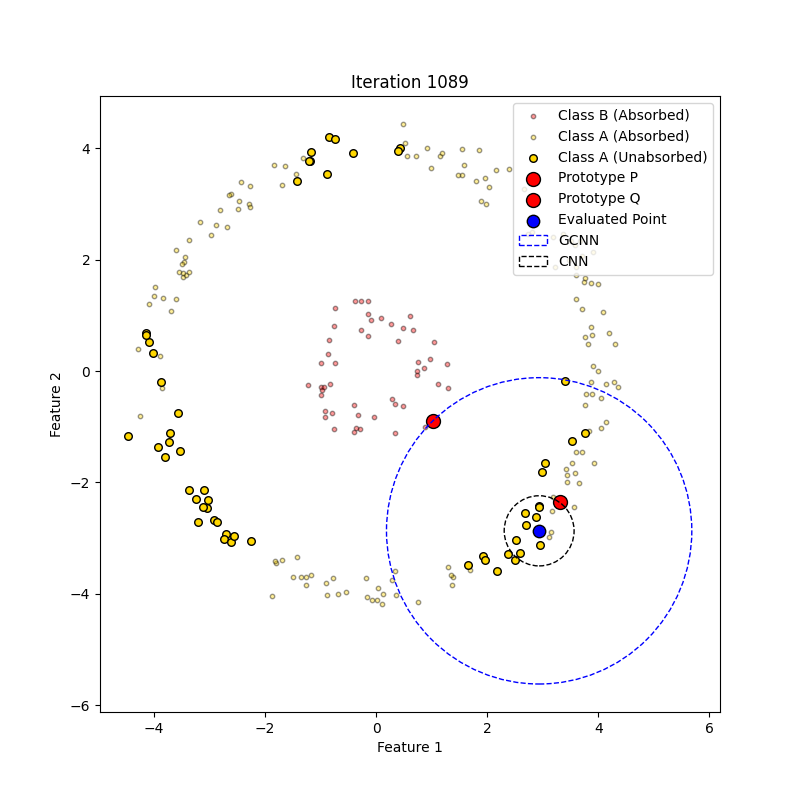 Iteration 1089
Class B (Absorbed)
Class A (Absorbed)
Class A (Unabsorbed)
Prototype P
Prototype Q
Evaluated Point
GCNN
CNN
4
2
0
−2
−4
−6
Feature 2
−4
−2
0
2
4
6
Feature 1